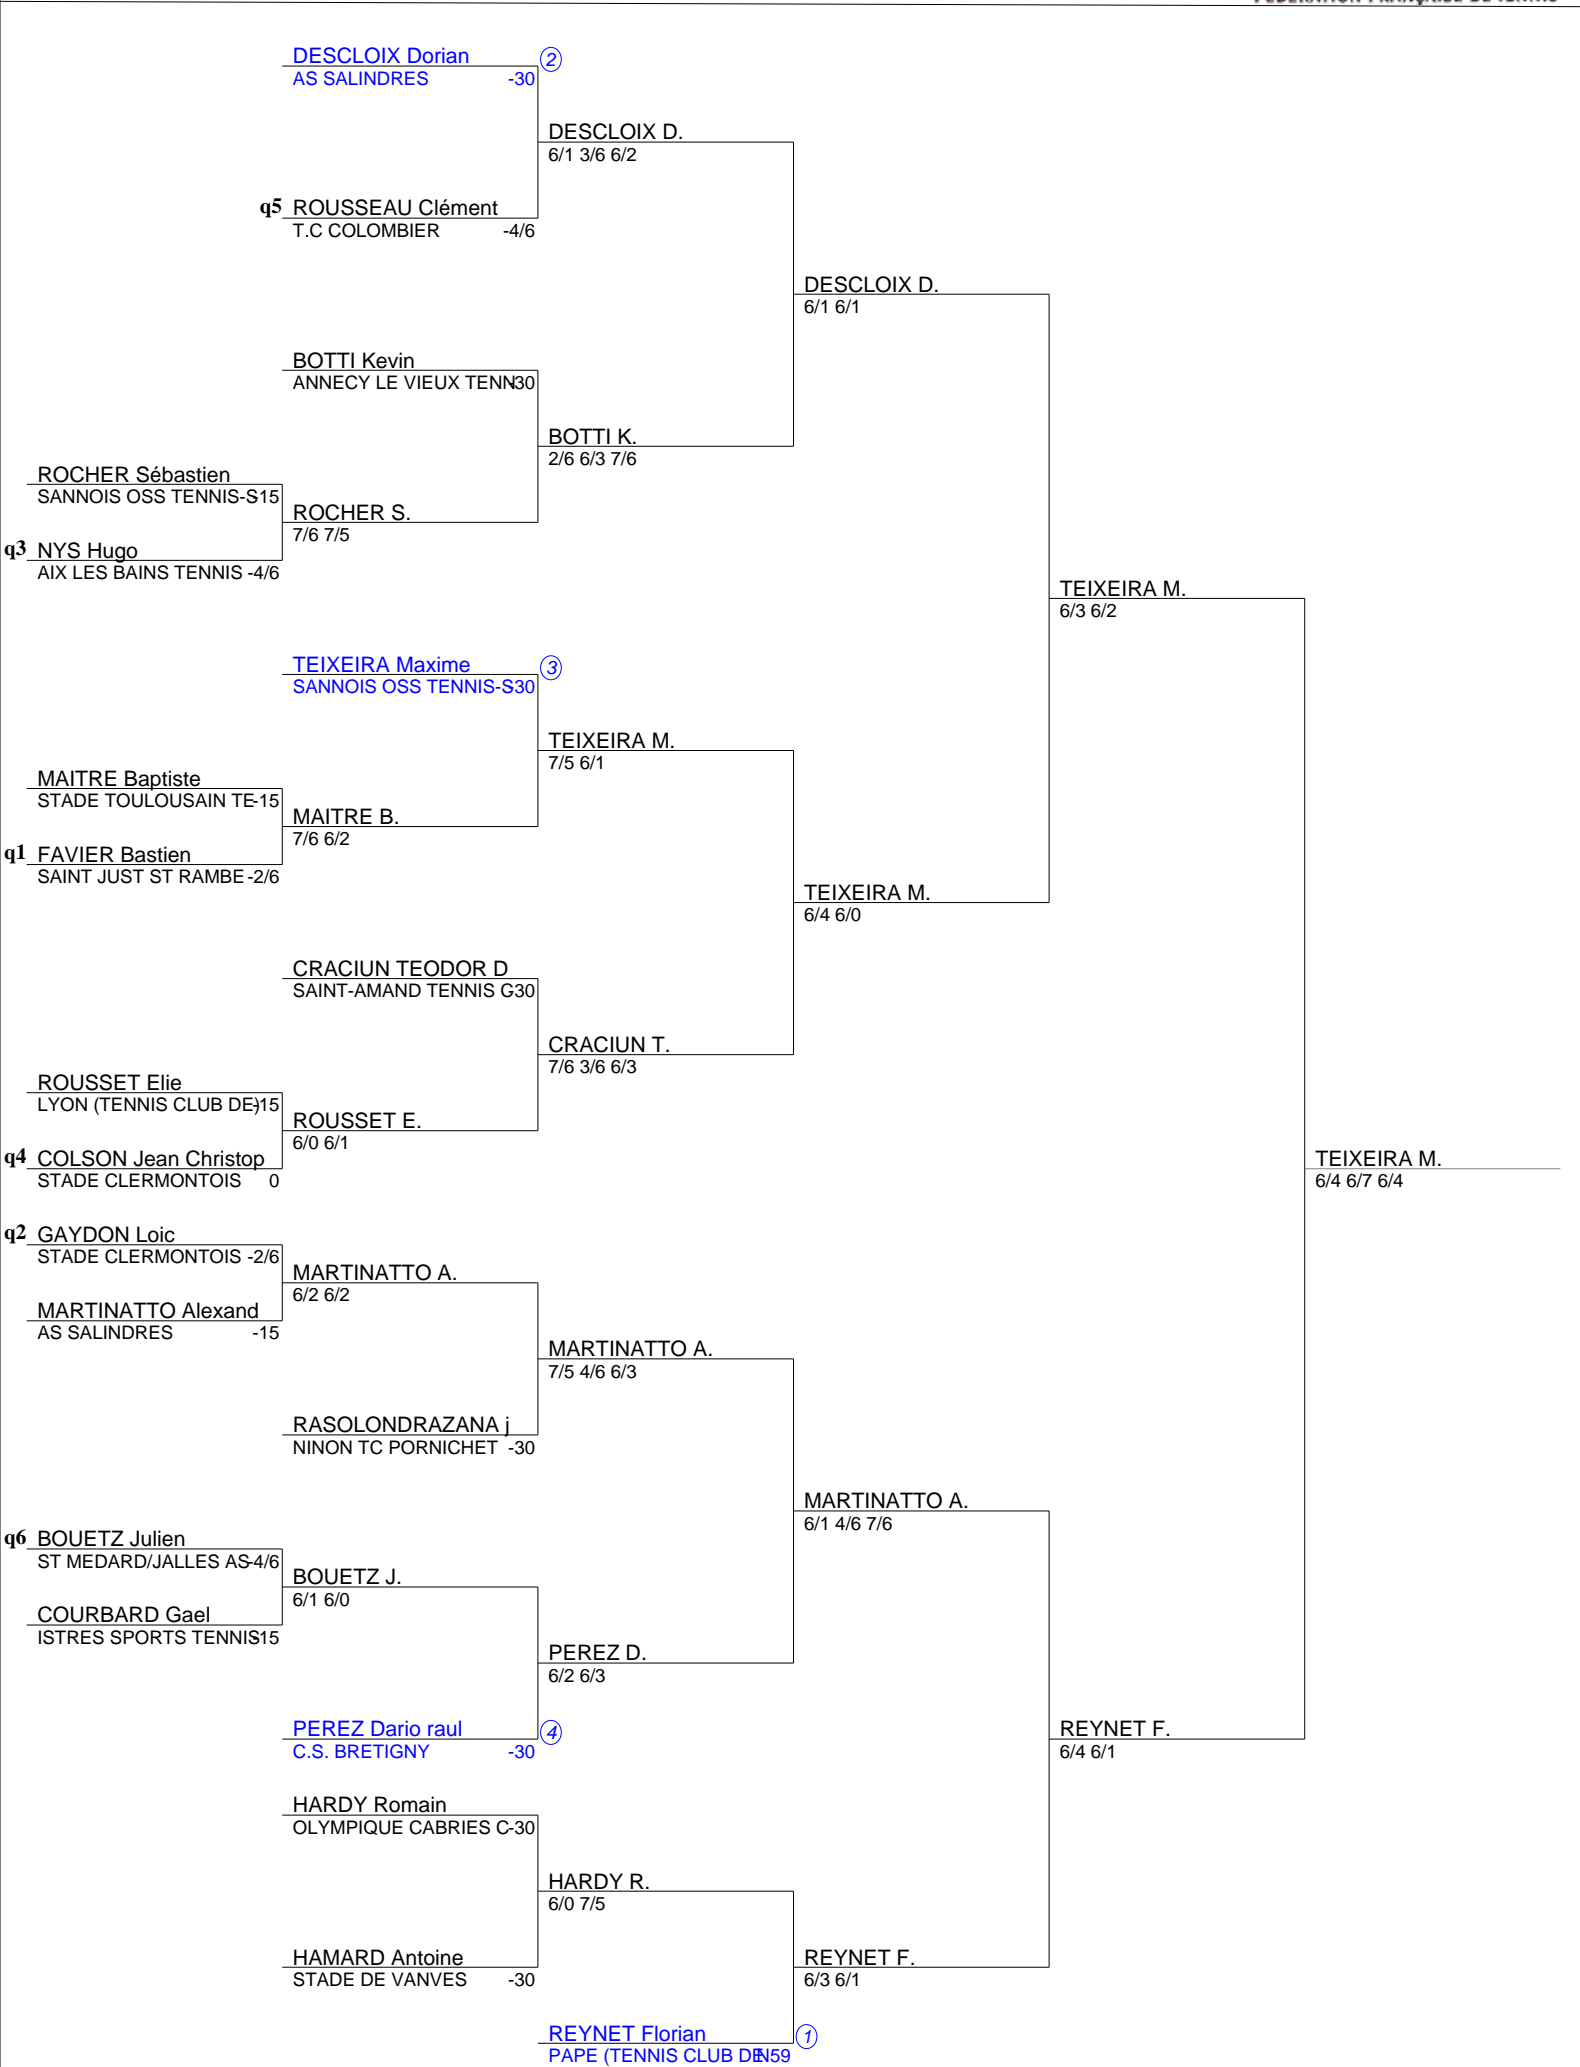 DESCLOIX Dorian 2
AS SALINDRES -30
DESCLOIX D.
6/1 3/6 6/2
q5 ROUSSEAU Clément
T.C COLOMBIER -4/6
DESCLOIX D.
6/1 6/1
BOTTI Kevin
ANNECY LE VIEUX TENN-30
BOTTI K.
2/6 6/3 7/6
ROCHER Sébastien
SANNOIS OSS TENNIS-S-15
ROCHER S.
7/6 7/5
q3 NYS Hugo
AIX LES BAINS TENNIS -4/6
TEIXEIRA M.
6/3 6/2
TEIXEIRA Maxime 3
SANNOIS OSS TENNIS-S-30
TEIXEIRA M.
7/5 6/1
MAITRE Baptiste
STADE TOULOUSAIN TE-15
MAITRE B.
7/6 6/2
q1 FAVIER Bastien
SAINT JUST ST RAMBE -2/6
TEIXEIRA M.
6/4 6/0
CRACIUN TEODOR D
SAINT-AMAND TENNIS G-30
CRACIUN T.
7/6 3/6 6/3
ROUSSET Elie
LYON (TENNIS CLUB DE)-15
ROUSSET E.
6/0 6/1
q4 COLSON Jean Christop
STADE CLERMONTOIS 0
TEIXEIRA M.
6/4 6/7 6/4
q2 GAYDON Loic
STADE CLERMONTOIS -2/6
MARTINATTO A.
6/2 6/2
MARTINATTO Alexand
AS SALINDRES -15
MARTINATTO A.
7/5 4/6 6/3
RASOLONDRAZANA j
NINON TC PORNICHET -30
MARTINATTO A.
6/1 4/6 7/6
q6 BOUETZ Julien
ST MEDARD/JALLES AS-4/6
BOUETZ J.
6/1 6/0
COURBARD Gael
ISTRES SPORTS TENNIS-15
PEREZ D.
6/2 6/3
PEREZ Dario raul 4
C.S. BRETIGNY -30
REYNET F.
6/4 6/1
HARDY Romain
OLYMPIQUE CABRIES C-30
HARDY R.
6/0 7/5
HAMARD Antoine
STADE DE VANVES -30
REYNET F.
6/3 6/1
REYNET Florian 1
PAPE (TENNIS CLUB DE N59